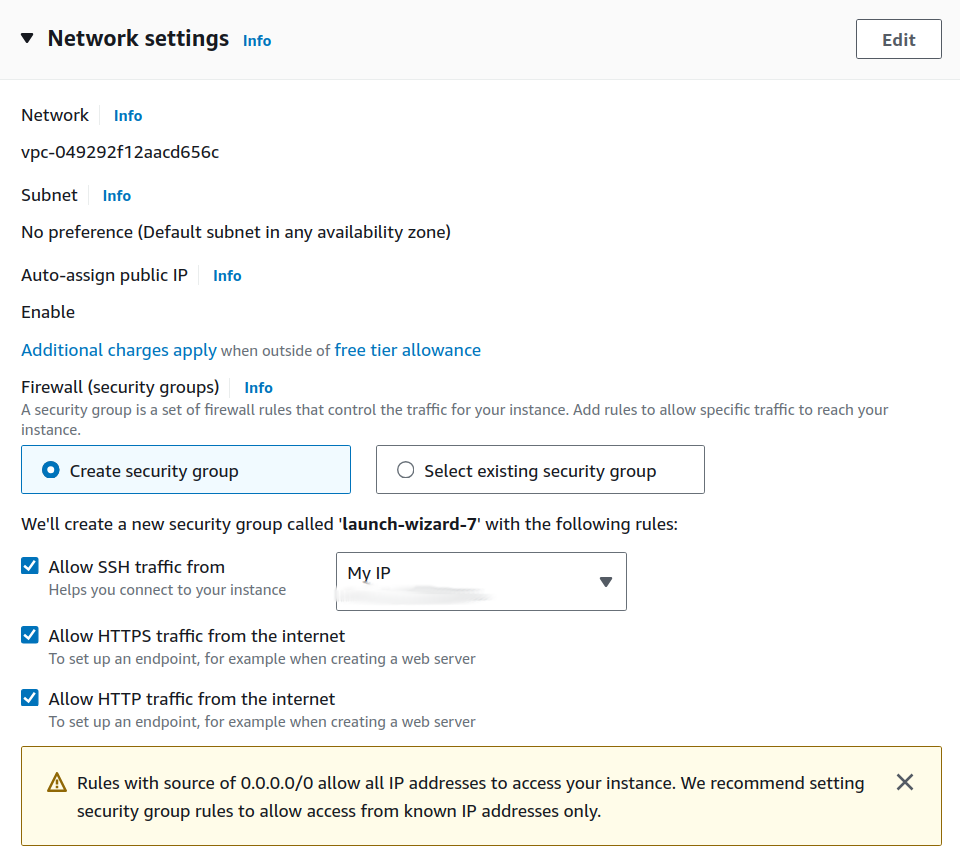 Network settings Info Edit
Network Info
vpc-049292f12aacd656c
Subnet Info
No preference (Default subnet in any availability zone)
Auto-assign public IP Info
Enable
Additional charges apply when outside of free tier allowance
Firewall (security groups) Info
A security group is a set of firewall rules that control the traffic for your instance. Add rules to allow specific traffic to reach your
instance.
Create security group Select existing security group
We'll create a new security group called 'launch-wizard-7' with the following rules:
Allow SSH traffic from My IP
Helps you connect to your instance
Allow HTTPS traffic from the internet
To set up an endpoint, for example when creating a web server
Allow HTTP traffic from the internet
To set up an endpoint, for example when creating a web server
Rules with source of 0.0.0.0/0 allow all IP addresses to access your instance. We recommend setting
security group rules to allow access from known IP addresses only.